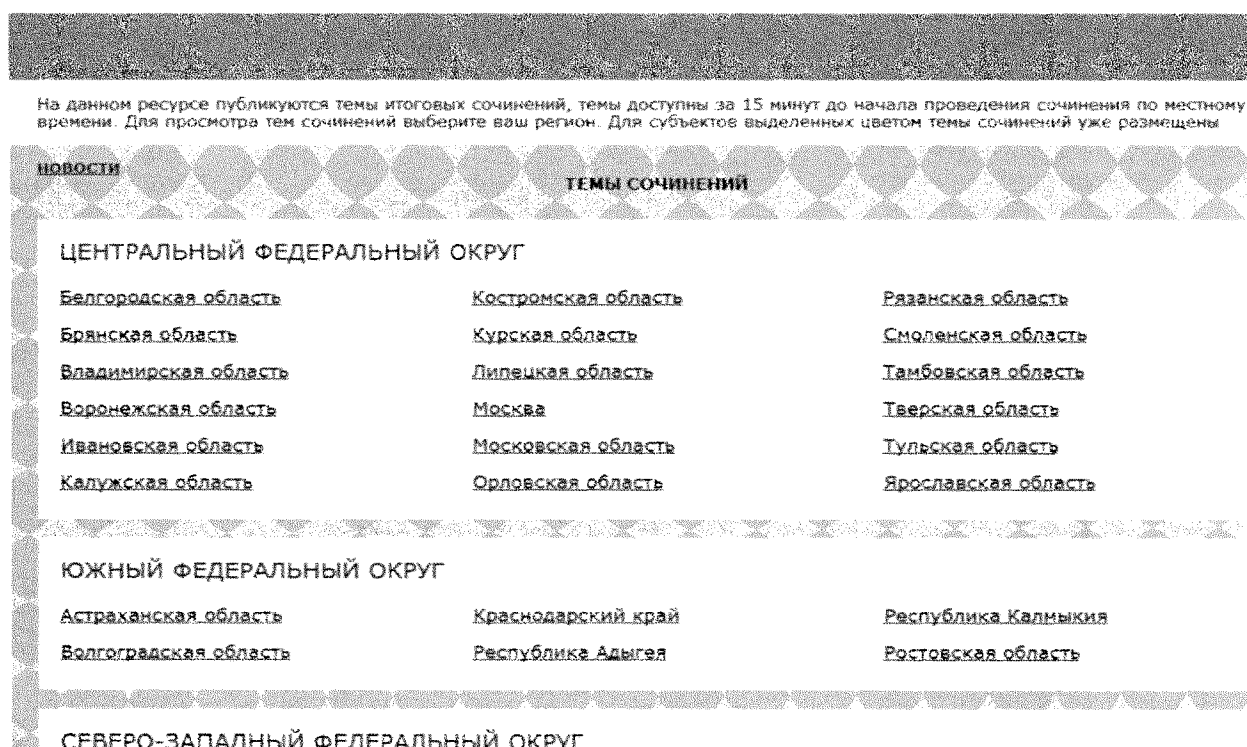 На данном ресурсе публикуются темы итоговых сочинений, темы доступны за 15 минут до начала проведения сочинения по местному
времени. Для просмотра тем сочинений выберите ваш регион. Для субъектов выделенных цветом темы сочинений уже размещены
НОВОСТИ
ТЕМЫ СОЧИНЕНИЙ
ЦЕНТРАЛЬНЫЙ ФЕДЕРАЛЬНЫЙ ОКРУГ
Белгородская область Костромская область Рязанская область
Брянская область Курская область Смоленская область
Владимирская область Липецкая область Тамбовская область
Воронежская область Москва Тверская область
Ивановская область Московская область Тульская область
Калужская область Орловская область Ярославская область
ЮЖНЫЙ ФЕДЕРАЛЬНЫЙ ОКРУГ
Астраханская область Краснодарский край Республика Калмыкия
Волгоградская область Республика Адыгея Ростовская область
СЕВЕРО-ЗАПАДНЫЙ ФЕДЕРАЛЬНЫЙ ОКРУГ